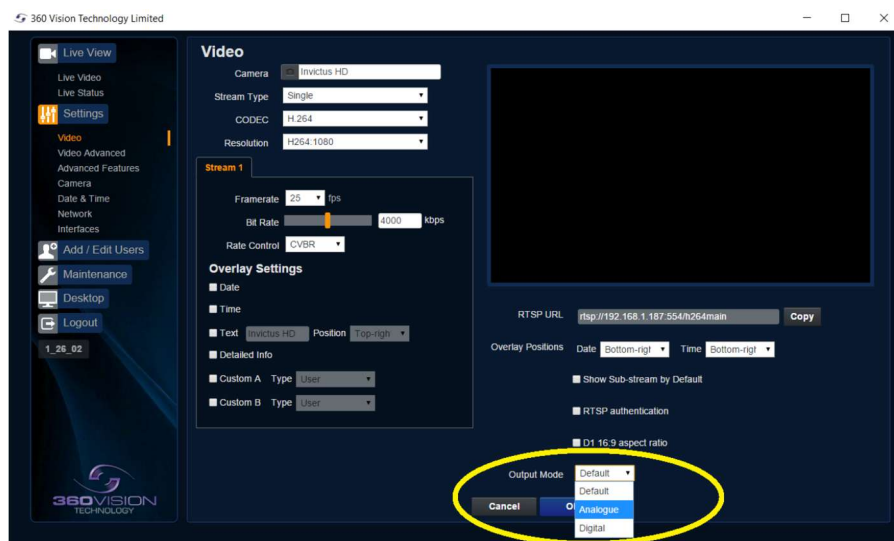 360 Vision Technology Limited
Live View
Live Video
Live Status
Settings
Video
Video Advanced
Advanced Features
Camera
Date & Time
Network
Interfaces
Add / Edit Users
Maintenance
Desktop
Logout
1_26_02
360VISION
TECHNOLOGY
Video
Camera Invictus HD
Stream Type Single
CODEC H.264
Resolution H264:1080
Stream 1
Framerate 25 fps
Bit Rate 4000 kbps
Rate Control CVBR
Overlay Settings
Date
Time
Text Invictus HD Position Top-righ
Detailed Info
Custom A Type User
Custom B Type User
RTSP URL rtsp://192.168.1.187:554/h264main Copy
Overlay Positions Date Bottom-rigt Time Bottom-rigt
Show Sub-stream by Default
RTSP authentication
D1 16:9 aspect ratio
Output Mode Default
Default
Cancel Analogue
Digital